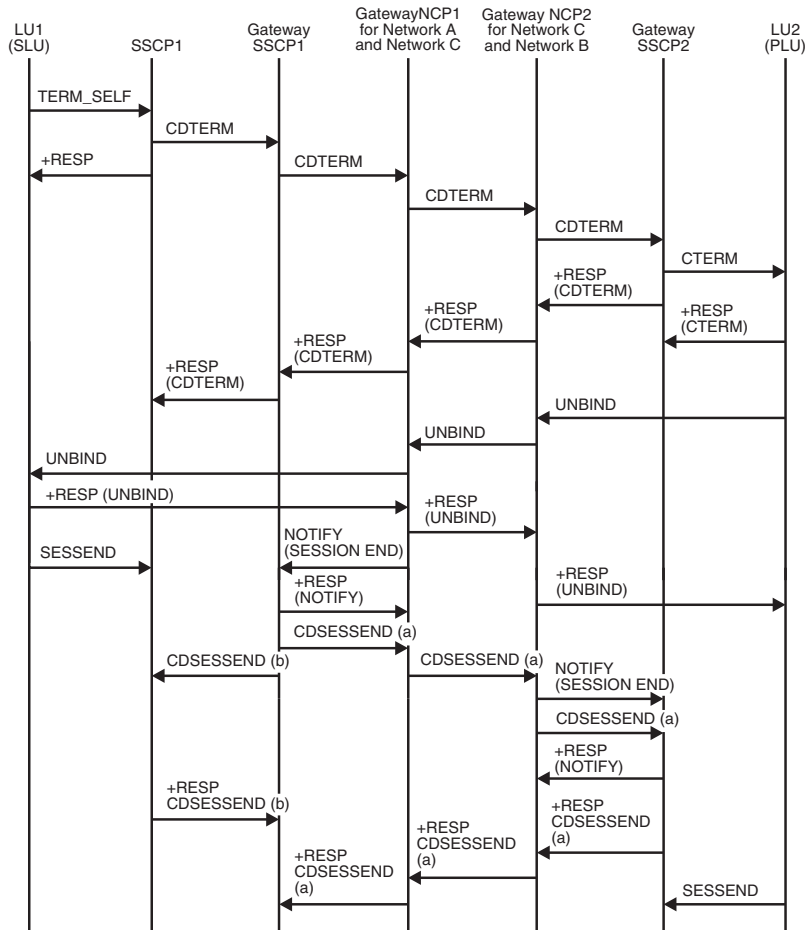 LU1
(SLU)
SSCP1
Gateway
SSCP1
GatewayNCP1
for Network A
and Network C
Gateway NCP2
for Network C
and Network B
Gateway
SSCP2
LU2
(PLU)
TERM_SELF
CDTERM
+RESP
CDTERM
CDTERM
CDTERM
CTERM
+RESP
(CDTERM)
+RESP
(CTERM)
+RESP
(CDTERM)
+RESP
(CDTERM)
+RESP
(CDTERM)
UNBIND
UNBIND
UNBIND
+RESP (UNBIND)
+RESP
(UNBIND)
NOTIFY
(SESSION END)
SESSEND
+RESP
(UNBIND)
+RESP
(NOTIFY)
CDSESSEND (a)
CDSESSEND (b)
CDSESSEND (a)
NOTIFY
(SESSION END)
CDSESSEND (a)
+RESP
(NOTIFY)
+RESP
CDSESSEND (b)
+RESP
CDSESSEND
(a)
+RESP
CDSESSEND
(a)
+RESP
CDSESSEND
(a)
SESSEND